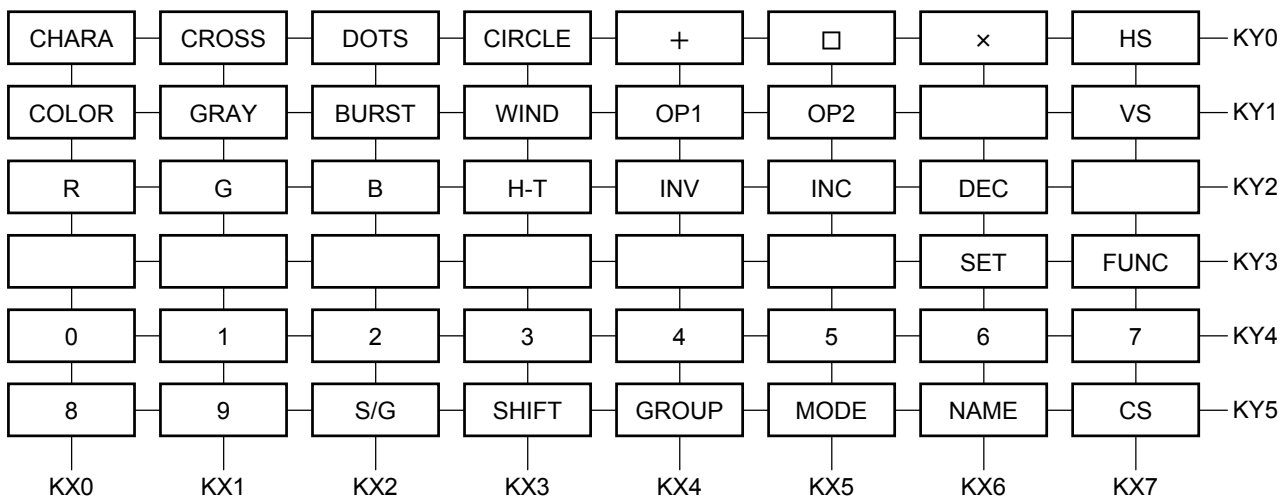 CHARA CROSS DOTS CIRCLE + □ × HS KY0
COLOR GRAY BURST WIND OP1 OP2 VS KY1
R G B H-T INV INC DEC KY2
SET FUNC KY3
0 1 2 3 4 5 6 7 KY4
8 9 S/G SHIFT GROUP MODE NAME CS KY5
KX0 KX1 KX2 KX3 KX4 KX5 KX6 KX7